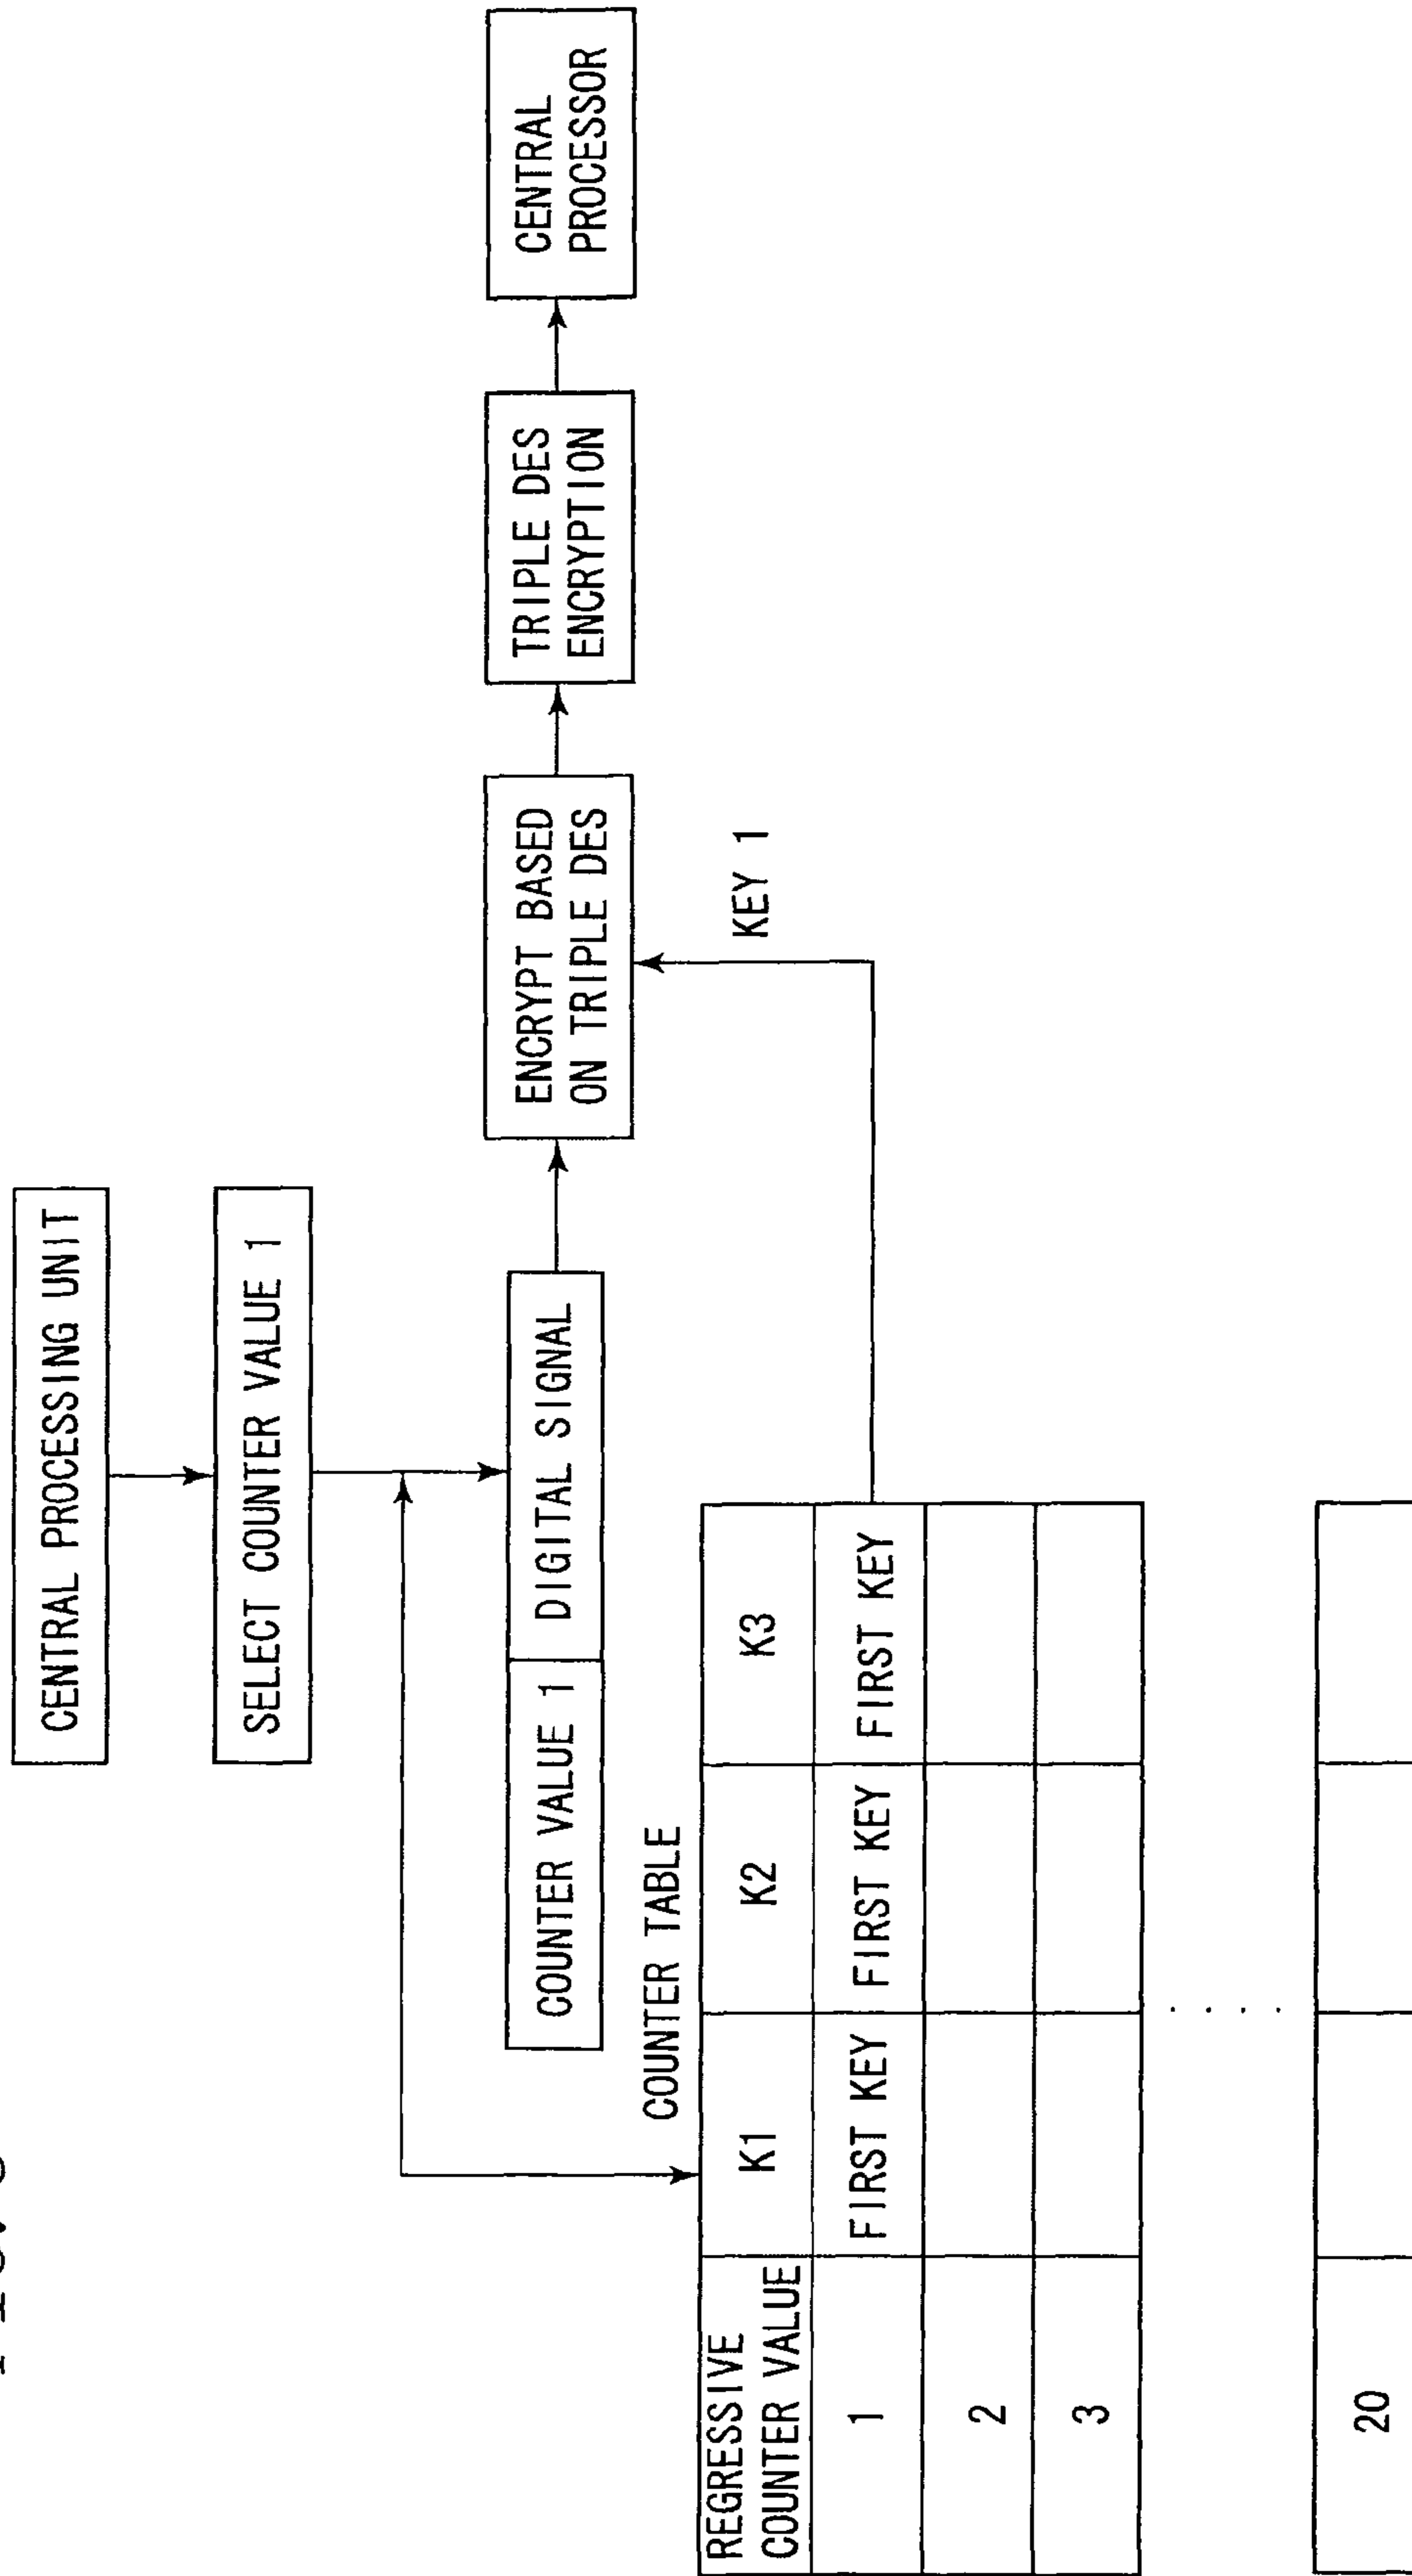 CENTRAL PROCESSING UNIT
SELECT COUNTER VALUE 1
COUNTER VALUE 1
DIGITAL SIGNAL
ENCRYPT BASED
ON TRIPLE DES
TRIPLE DES
ENCRYPTION
CENTRAL
PROCESSOR
KEY 1
COUNTER TABLE
REGRESSIVE
COUNTER VALUE
K1
K2
K3
1
FIRST KEY
FIRST KEY
FIRST KEY
2
3
. . . .
20